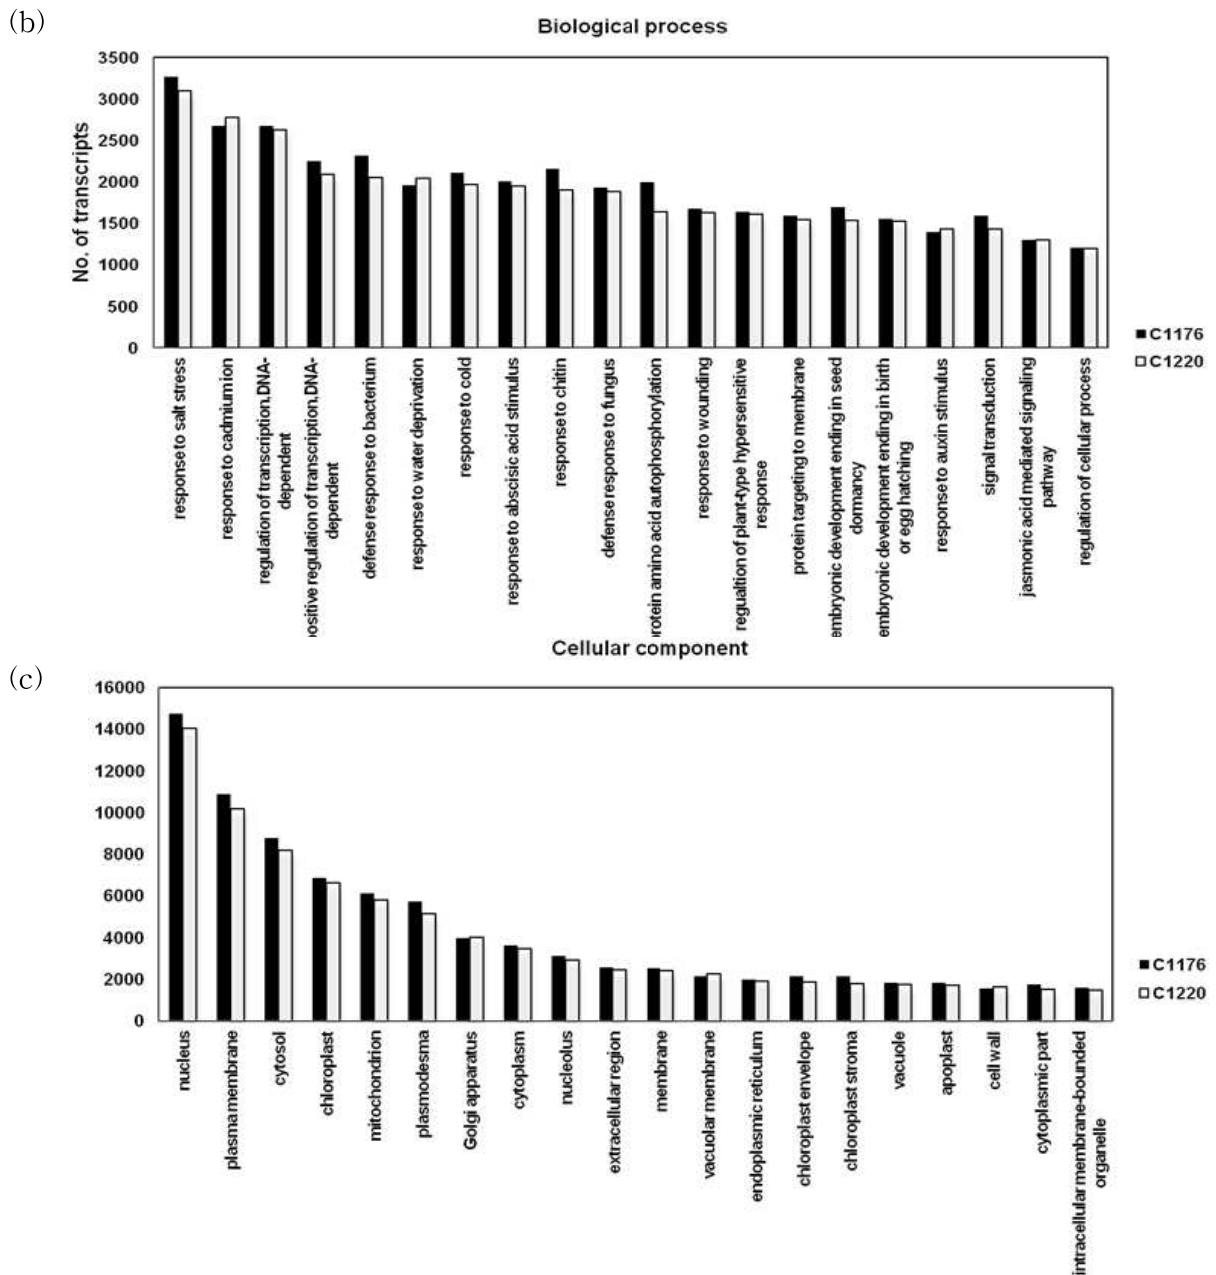 (b)
Biological process
No. of transcripts
3500
3000
2500
2000
1500
1000
500
0
response to salt stress
response to cadmium ion
regulation of transcription, DNA-
dependent
positive regulation of transcription, DNA-
dependent
defense response to bacterium
response to water deprivation
response to cold
response to abscisic acid stimulus
response to chitin
defense response to fungus
protein amino acid autophosphorylation
response to wounding
regualtion of plant-type hypersensitive
response
protein targeting to membrane
embryonic development ending in seed
dormancy
embryonic development ending in birth
or egg hatching
response to auxin stimulus
signal transduction
jasmonic acid mediated signaling
pathway
regulation of cellular process
C1176
C1220
(c)
Cellular component
16000
14000
12000
10000
8000
6000
4000
2000
0
nucleus
plasma membrane
cytosol
chloroplast
mitochondrion
plasmodesma
Golgi apparatus
cytoplasm
nucleolus
extracellular region
membrane
vacuolar membrane
endoplasmic reticulum
chloroplast envelope
chloroplast stroma
vacuole
apoplast
cell wall
cytoplasmic part
intracellular membrane-bounded
organelle
C1176
C1220